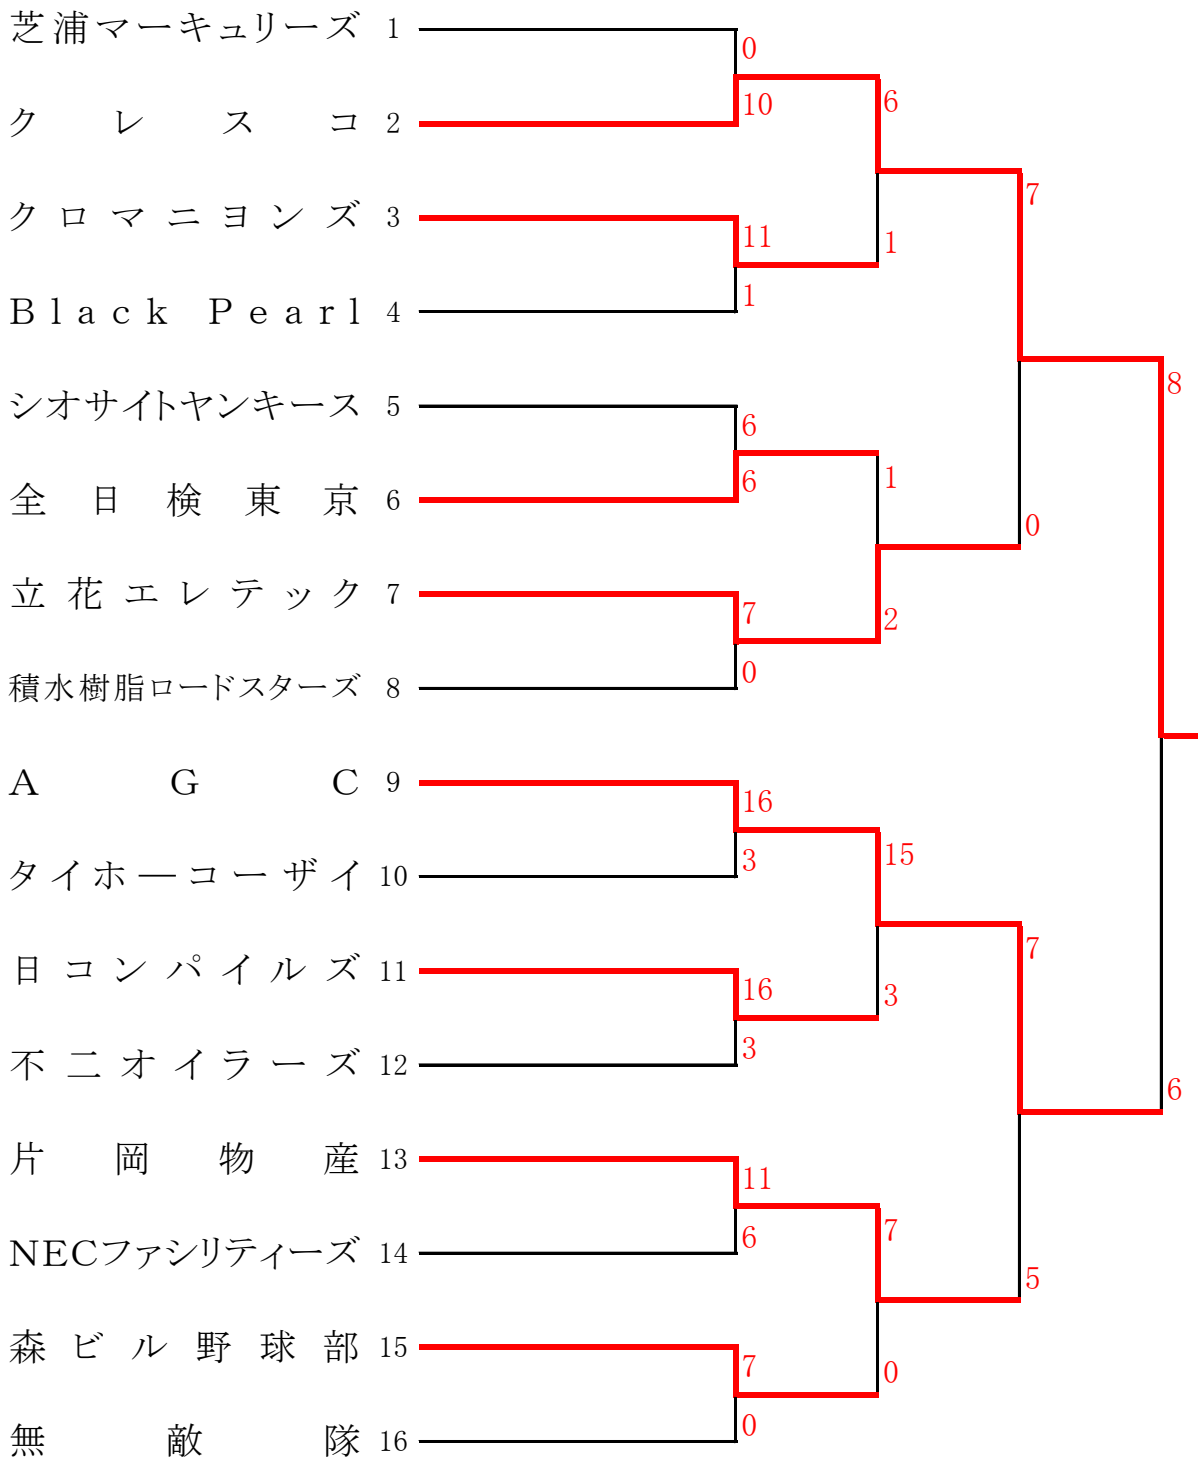 芝浦マーキュリーズ 1
0
10
クレスコ 2
6
7
クロマニヨンズ 3
11
1
1
Black Pearl 4
8
シオサイトヤンキース 5
6
6
1
全日検東京 6
0
立花エレテック 7
7
2
0
積水樹脂ロードスターズ 8
AGC 9
16
15
3
タイホーコーザイ 10
7
日コンパイルズ 11
16
3
3
不二オイラーズ 12
6
片岡物産 13
11
7
6
NECファシリティーズ 14
5
森ビル野球部 15
7
0
0
無敵隊 16